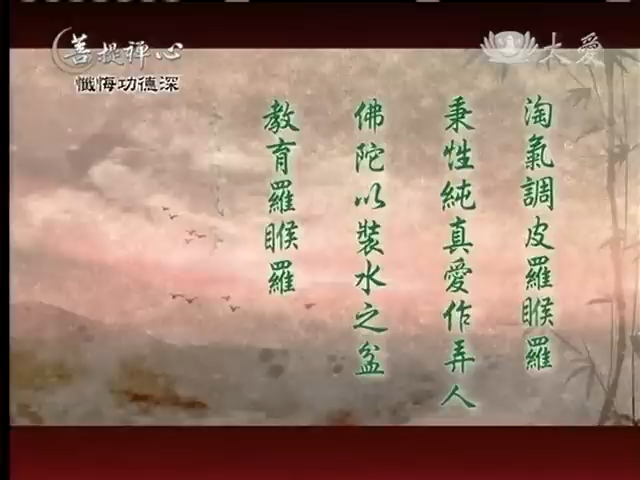 菩提禪心
懺悔功德深
大愛
淘氣調皮羅睺羅
秉性純真愛作弄人
佛陀以裝水之盆
教育羅睺羅